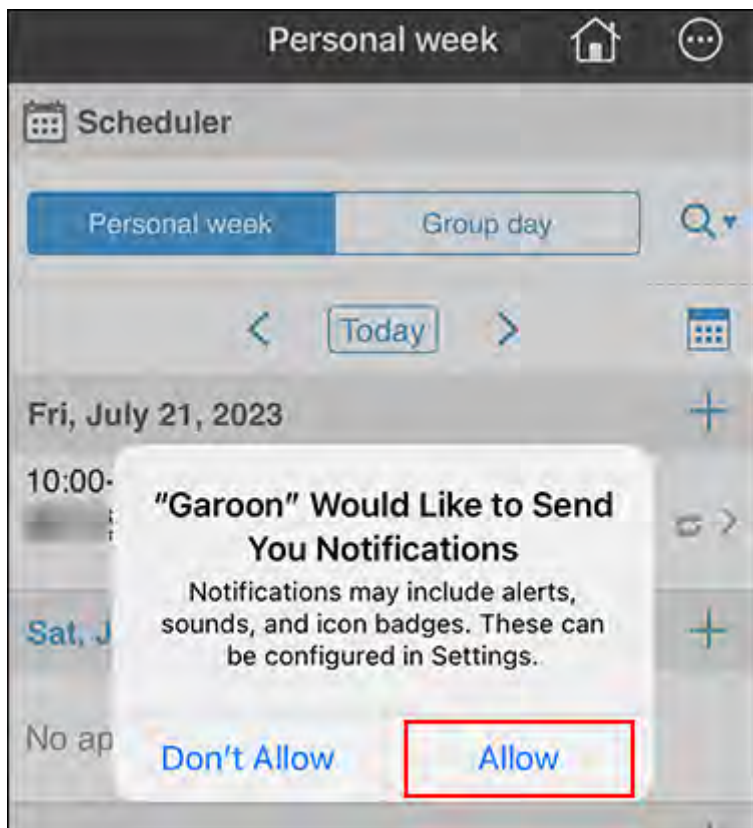 Personal week
Scheduler
Personal week
Group day
Today
Fri, July 21, 2023
10:00-
"Garoon" Would Like to Send
You Notifications
Notifications may include alerts,
sounds, and icon badges. These can
be configured in Settings.
Sat, J
No ap
Don't Allow
Allow